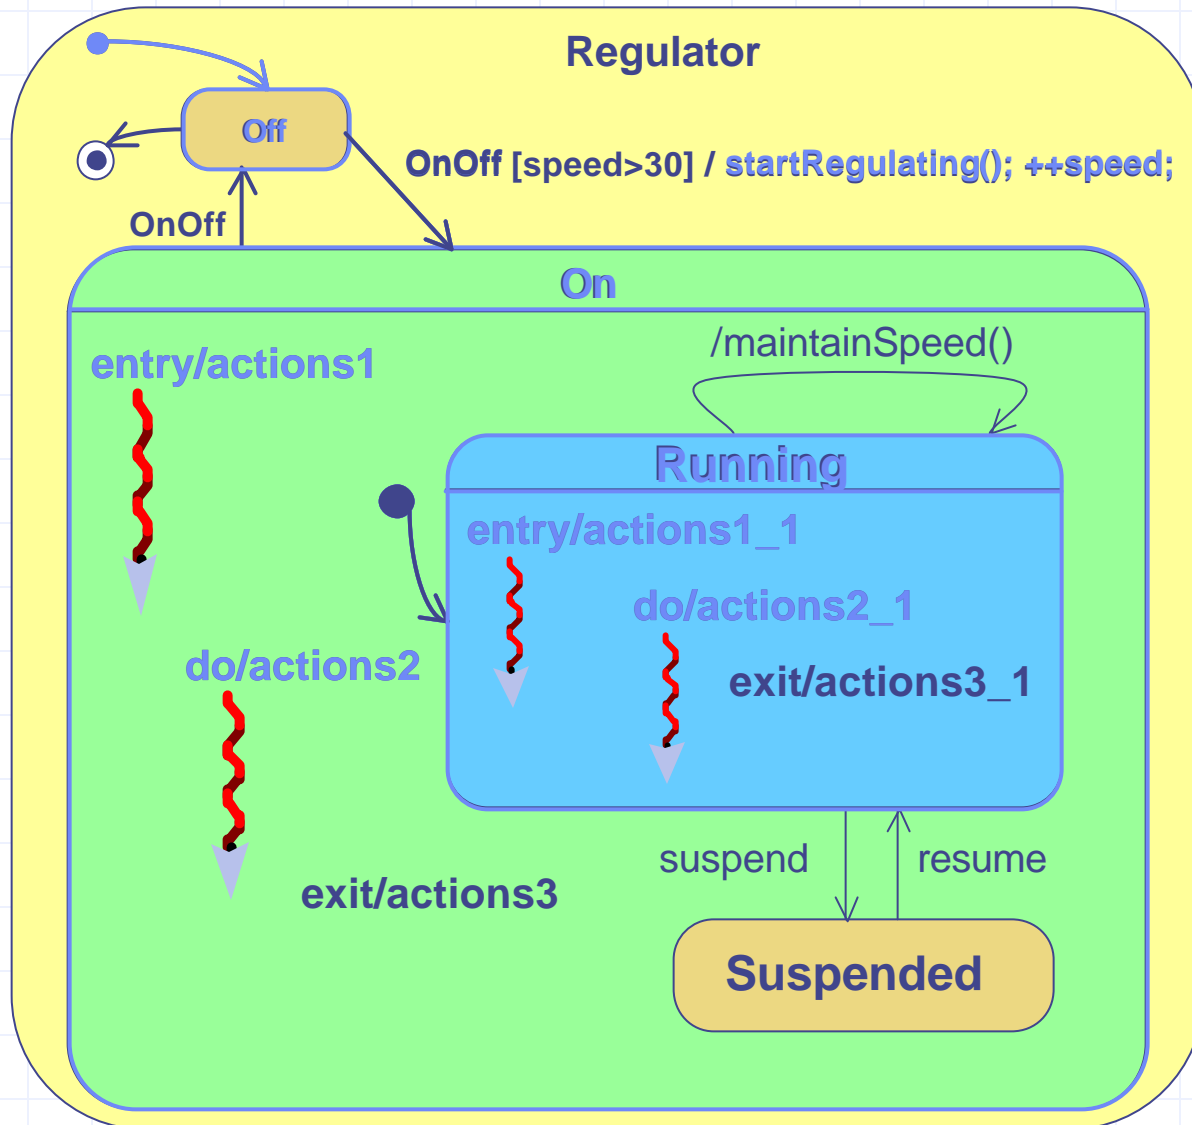 Regulator
Off
OnOff [speed>30] / startRegulating(); ++speed;
OnOff
On
/maintainSpeed()
entry/actions1
Running
entry/actions1_1
do/actions2_1
do/actions2
exit/actions3_1
suspend
resume
exit/actions3
Suspended